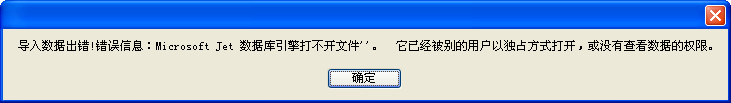 导入数据出错!错误信息：Microsoft Jet 数据库引擎打不开文件''。 它已经被别的用户以独占方式打开，或没有查看数据的权限。
确定